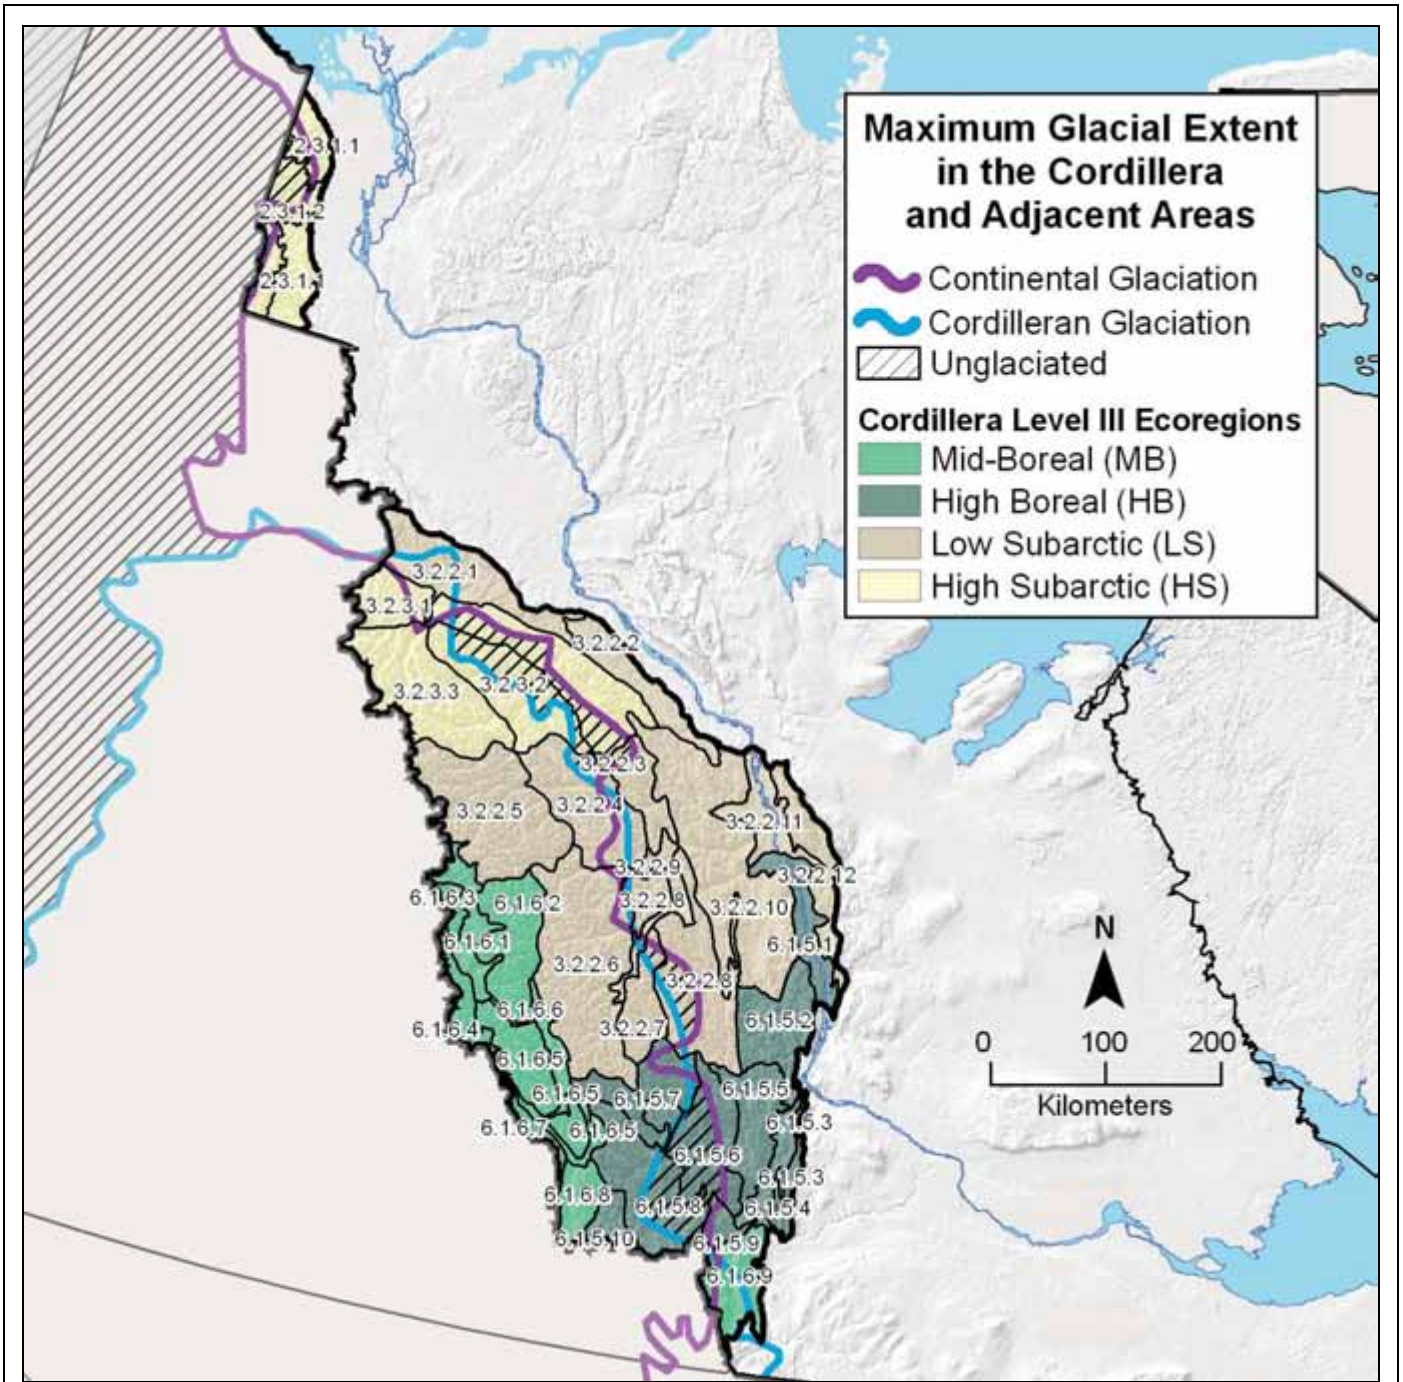 Maximum Glacial Extent
in the Cordillera
and Adjacent Areas
Continental Glaciation
Cordilleran Glaciation
Unglaciated
Cordillera Level III Ecoregions
Mid-Boreal (MB)
High Boreal (HB)
Low Subarctic (LS)
High Subarctic (HS)
2.3.1.1
2.3.1.2
2.3.1.1
3.2.2.1
3.2.3.1
3.2.2.2
3.2.3.2
3.2.3.3
3.2.2.3
3.2.2.4
3.2.2.5
3.2.2.11
3.2.2.9
3.2.2.12
6.1.6.3
6.1.6.2
3.2.2.8
3.2.2.10
6.1.6.1
6.1.5.1
3.2.2.6
3.2.2.8
6.1.6.6
6.1.6.4
3.2.2.7
6.1.5.2
6.1.6.5
6.1.6.5
6.1.5.7
6.1.5.5
6.1.6.7
6.1.6.5
6.1.5.3
6.1.5.6
6.1.5.3
6.1.6.8
6.1.5.8
6.1.5.4
6.1.5.10
6.1.5.9
6.1.6.9
N
0 100 200
Kilometers